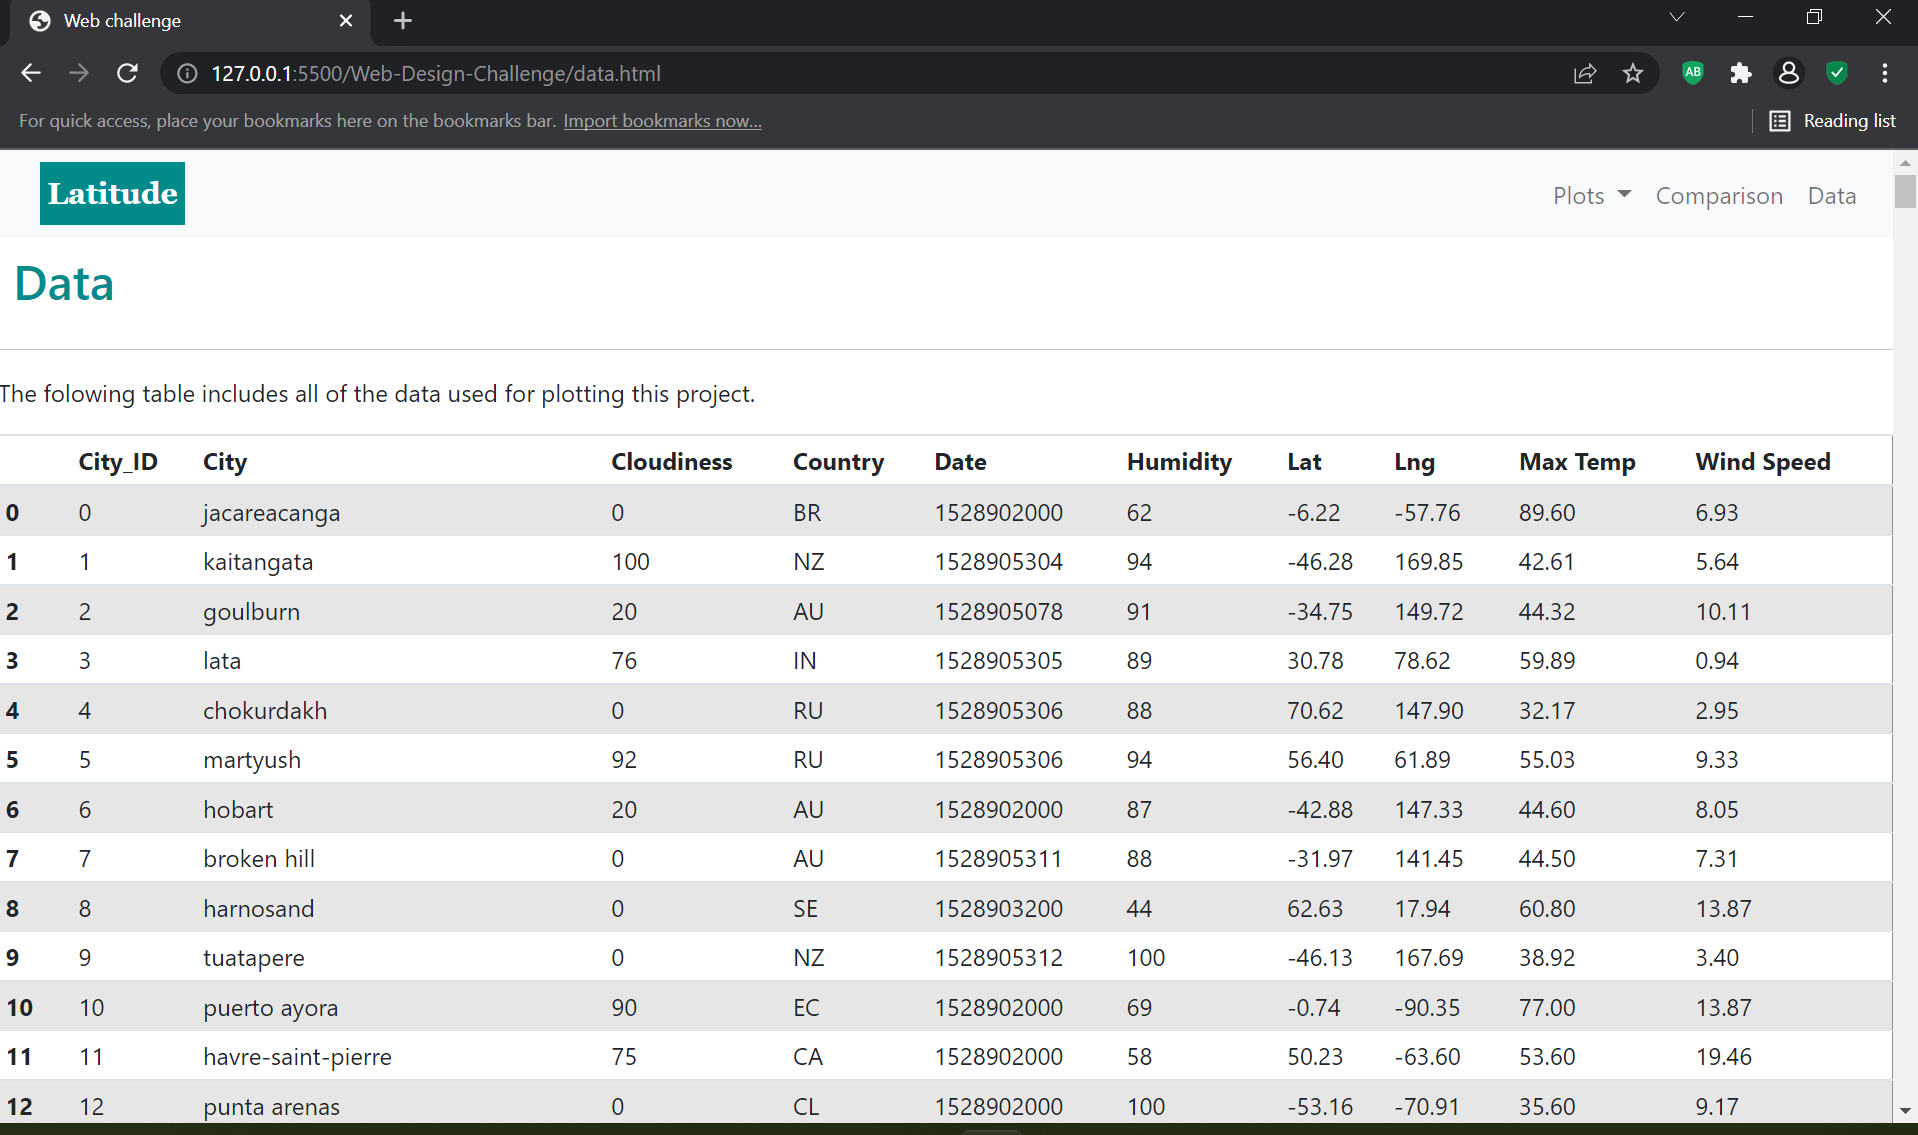 Web challenge
127.0.0.1:5500/Web-Design-Challenge/data.html
AB
For quick access, place your bookmarks here on the bookmarks bar. Import bookmarks now...
Reading list
Latitude
Plots Comparison Data
Data
The folowing table includes all of the data used for plotting this project.
City_ID City Cloudiness Country Date Humidity Lat Lng Max Temp Wind Speed
0 0 jacareacanga 0 BR 1528902000 62 -6.22 -57.76 89.60 6.93
1 1 kaitangata 100 NZ 1528905304 94 -46.28 169.85 42.61 5.64
2 2 goulburn 20 AU 1528905078 91 -34.75 149.72 44.32 10.11
3 3 lata 76 IN 1528905305 89 30.78 78.62 59.89 0.94
4 4 chokurdakh 0 RU 1528905306 88 70.62 147.90 32.17 2.95
5 5 martyush 92 RU 1528905306 94 56.40 61.89 55.03 9.33
6 6 hobart 20 AU 1528902000 87 -42.88 147.33 44.60 8.05
7 7 broken hill 0 AU 1528905311 88 -31.97 141.45 44.50 7.31
8 8 harnosand 0 SE 1528903200 44 62.63 17.94 60.80 13.87
9 9 tuatapere 0 NZ 1528905312 100 -46.13 167.69 38.92 3.40
10 10 puerto ayora 90 EC 1528902000 69 -0.74 -90.35 77.00 13.87
11 11 havre-saint-pierre 75 CA 1528902000 58 50.23 -63.60 53.60 19.46
12 12 punta arenas 0 CL 1528902000 100 -53.16 -70.91 35.60 9.17